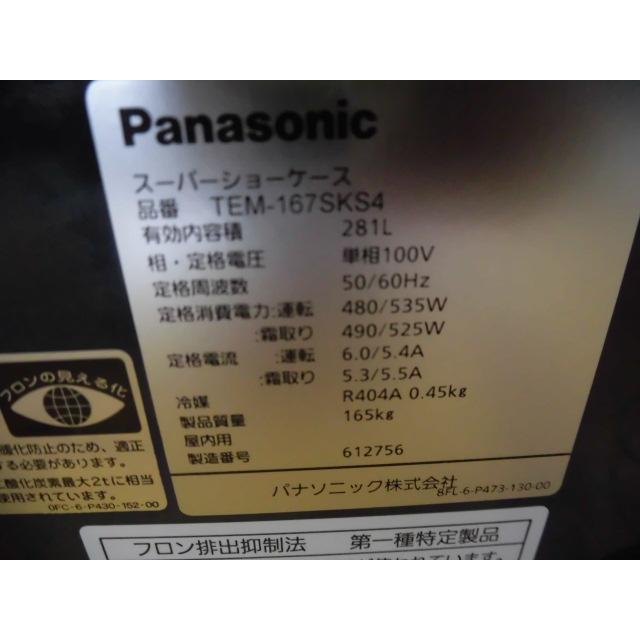 Panasonic
スーパーショーケース
品番 TEM-167SKS4
有効内容積 281L
相・定格電圧 単相100V
定格周波数 50/60Hz
定格消費電力:運転 480/535W
:霜取り 490/525W
定格電流 :運転 6.0/5.4A
:霜取り 5.3/5.5A
冷媒 R404A 0.45kg
製品質量 165kg
屋内用
製造番号 612756
パナソニック株式会社
8FL-6-P473-130-00
フロンの見える化
化防止のため、適正
る必要があります。
酸化炭素最大2tに相当
使用されています。
0FC-6-P430-152-00
フロン排出抑制法 第一種特定製品